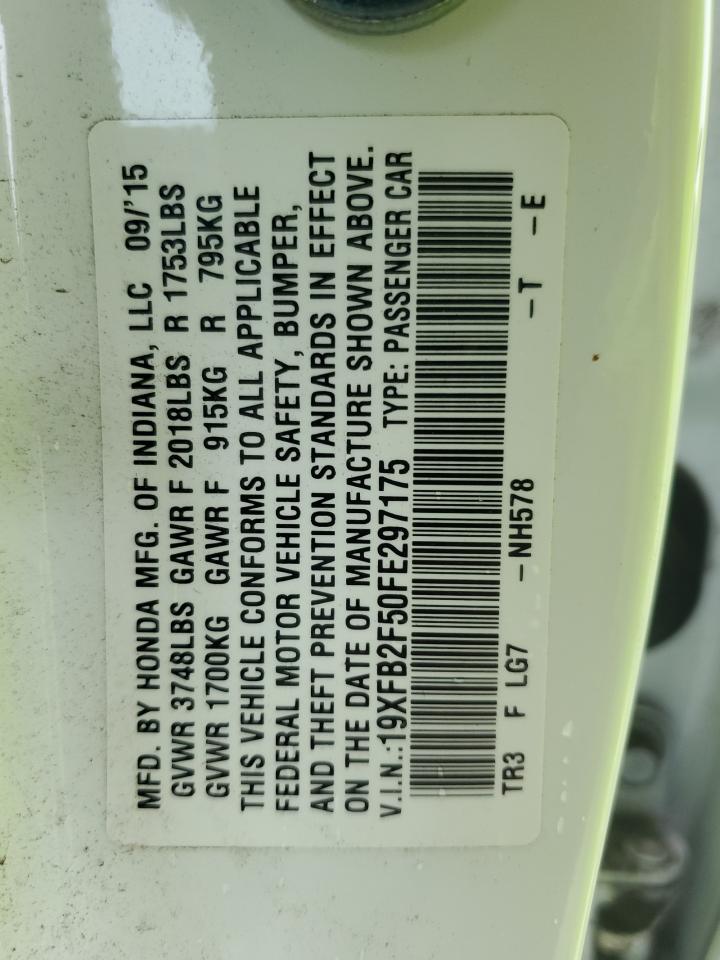 MFD. BY HONDA MFG. OF INDIANA, LLC 09/'15
GVWR 3748LBS GAWR F 2018LBS R 1753LBS
GVWR 1700KG GAWR F 915KG R 795KG
THIS VEHICLE CONFORMS TO ALL APPLICABLE
FEDERAL MOTOR VEHICLE SAFETY, BUMPER,
AND THEFT PREVENTION STANDARDS IN EFFECT
ON THE DATE OF MANUFACTURE SHOWN ABOVE.
V.I.N.:19XFB2F50FE297175 TYPE: PASSENGER CAR
TR3 F LG7 -NH578 -T -E